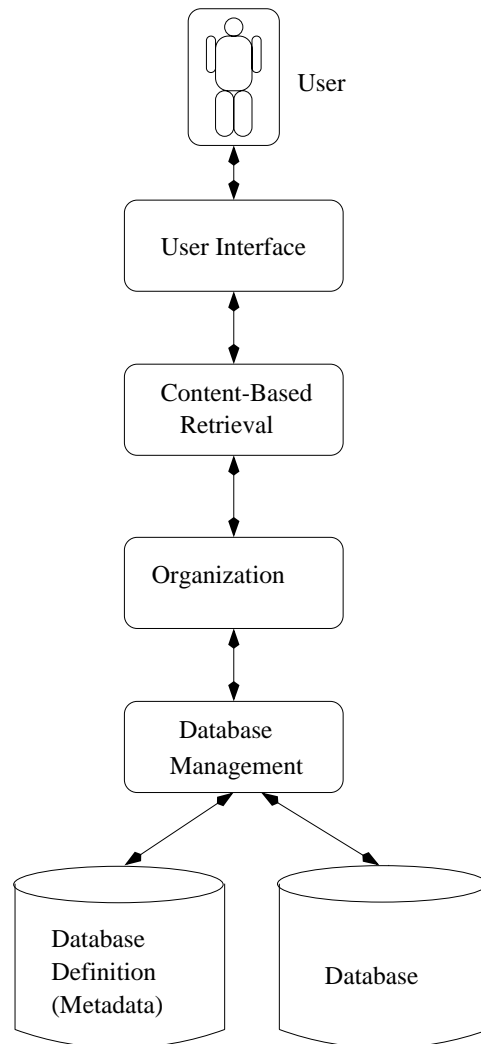 User
User Interface
Content-Based
Retrieval
Organization
Database
Management
Database
Definition
(Metadata)
Database